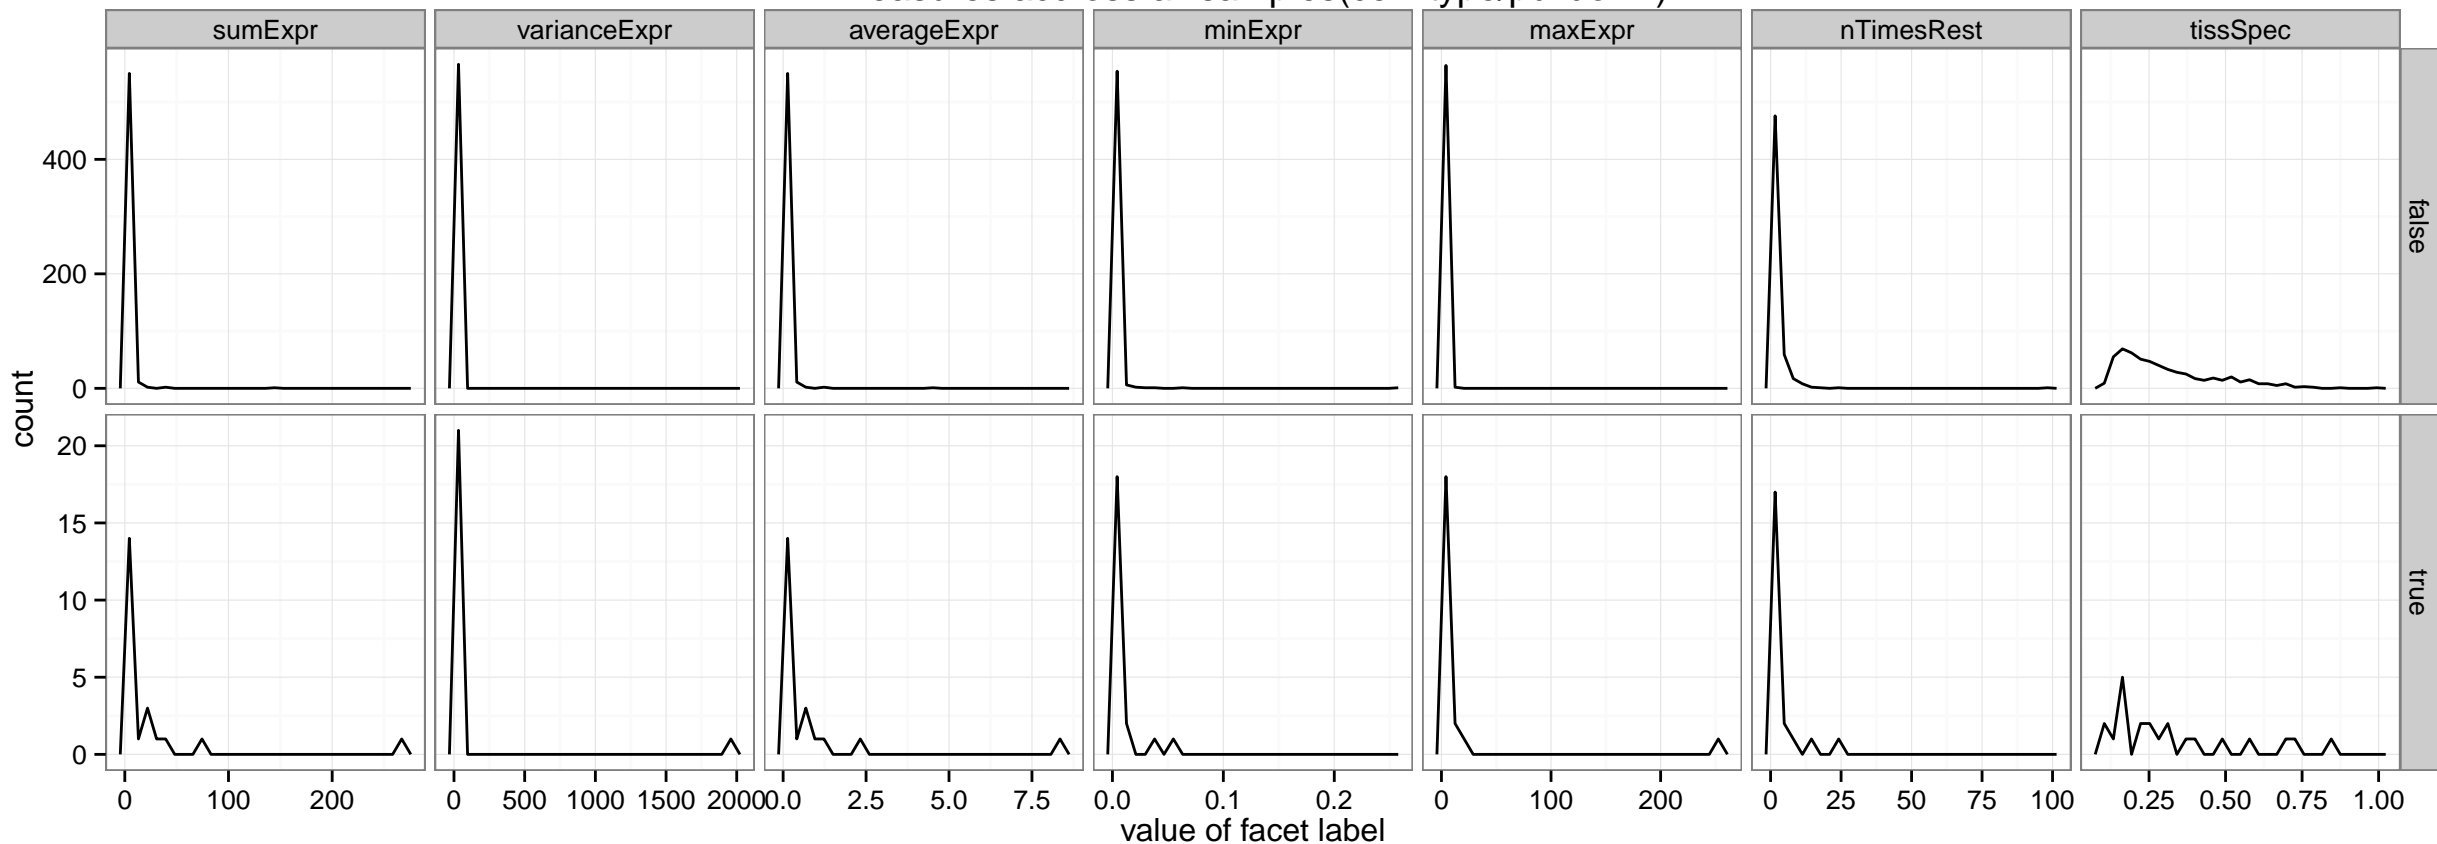 sumExpr varianceExpr averageExpr minExpr maxExpr nTimesRest tissSpec
400
200
0
false
count
20
15
10
5
0
true
0 100 200 0 500 1000 1500 2000 0.0 2.5 5.0 7.5 0.0 0.1 0.2 0 100 200 0 25 50 75 100 0.25 0.50 0.75 1.00
value of facet label